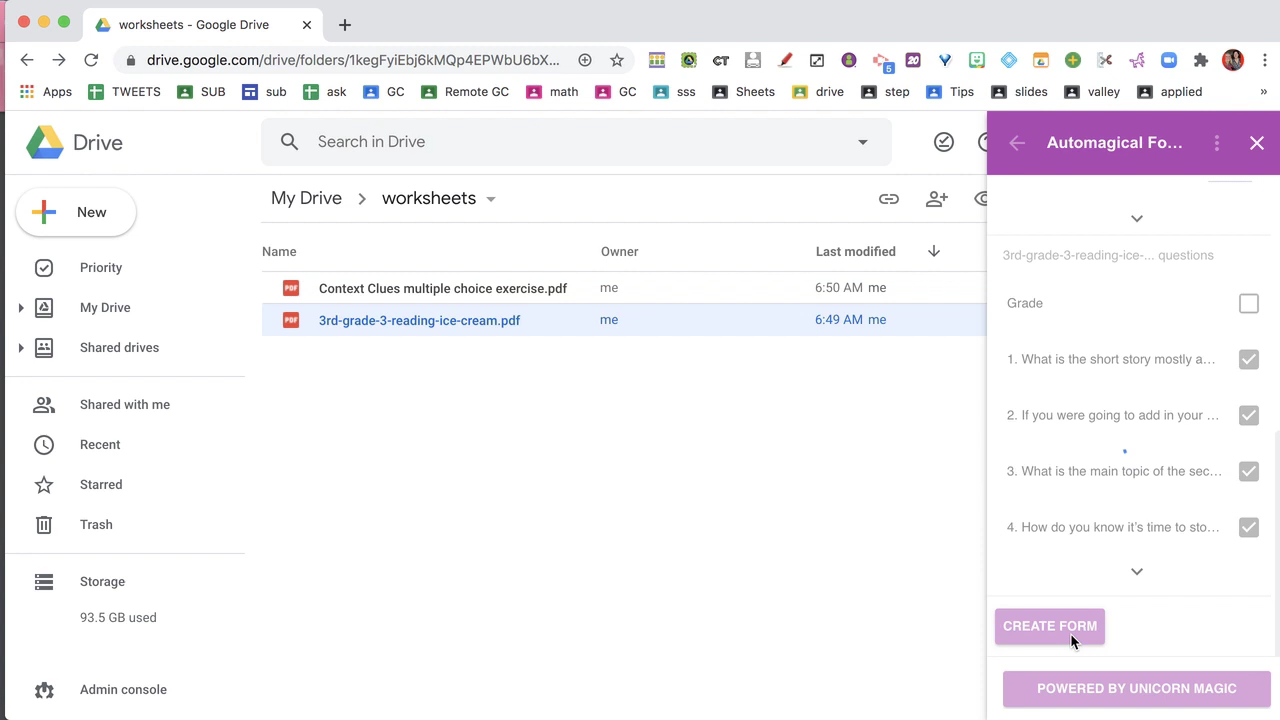 worksheets - Google Drive
drive.google.com/drive/folders/1kegFyiEbj6kMQp4EPWbU6bX...
CT
5
20
Apps TWEETS SUB sub ask GC Remote GC math GC sss Sheets drive step Tips slides valley applied »
Drive
Search in Drive
Automagical Fo...
New
My Drive > worksheets
Name Owner Last modified
PDF Context Clues multiple choice exercise.pdf me 6:50 AM me
PDF 3rd-grade-3-reading-ice-cream.pdf me 6:49 AM me
Priority
My Drive
Shared drives
Shared with me
Recent
Starred
Trash
Storage
93.5 GB used
Admin console
3rd-grade-3-reading-ice-... questions
Grade
1. What is the short story mostly a...
2. If you were going to add in your ...
3. What is the main topic of the sec...
4. How do you know it’s time to sto...
CREATE FORM
POWERED BY UNICORN MAGIC